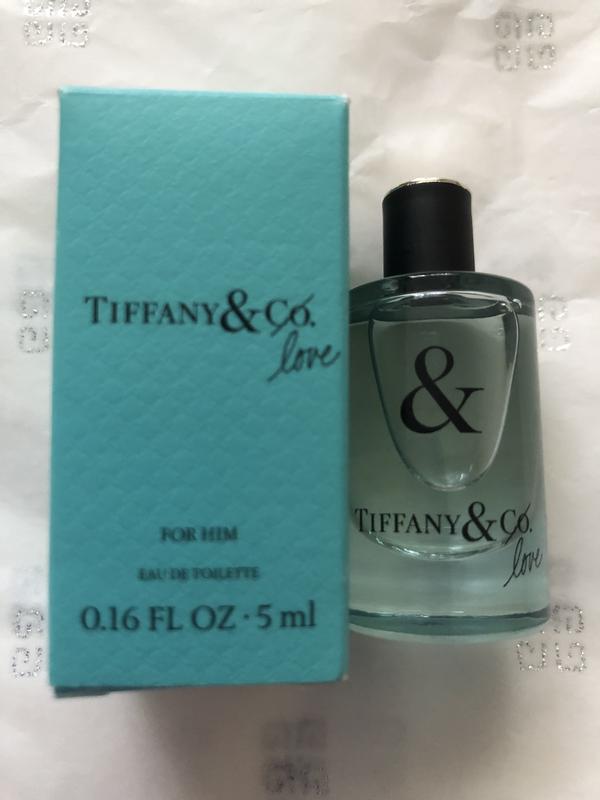 TIFFANY & Co.
love
FOR HIM
EAU DE TOILETTE
0.16 FL OZ · 5 ml
&
TIFFANY & Co.
love